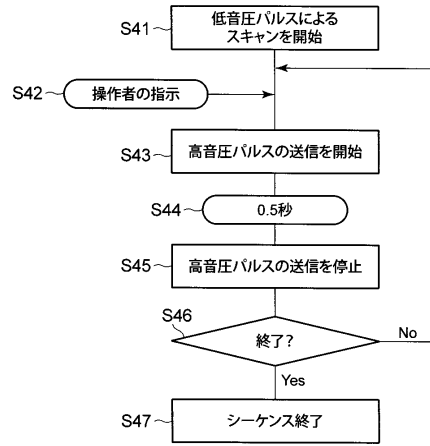 S41
低音圧パルスによる
スキャンを開始
S42
操作者の指示
S43
高音圧パルスの送信を開始
S44
0.5秒
S45
高音圧パルスの送信を停止
S46
終了?
No
Yes
S47
シーケンス終了